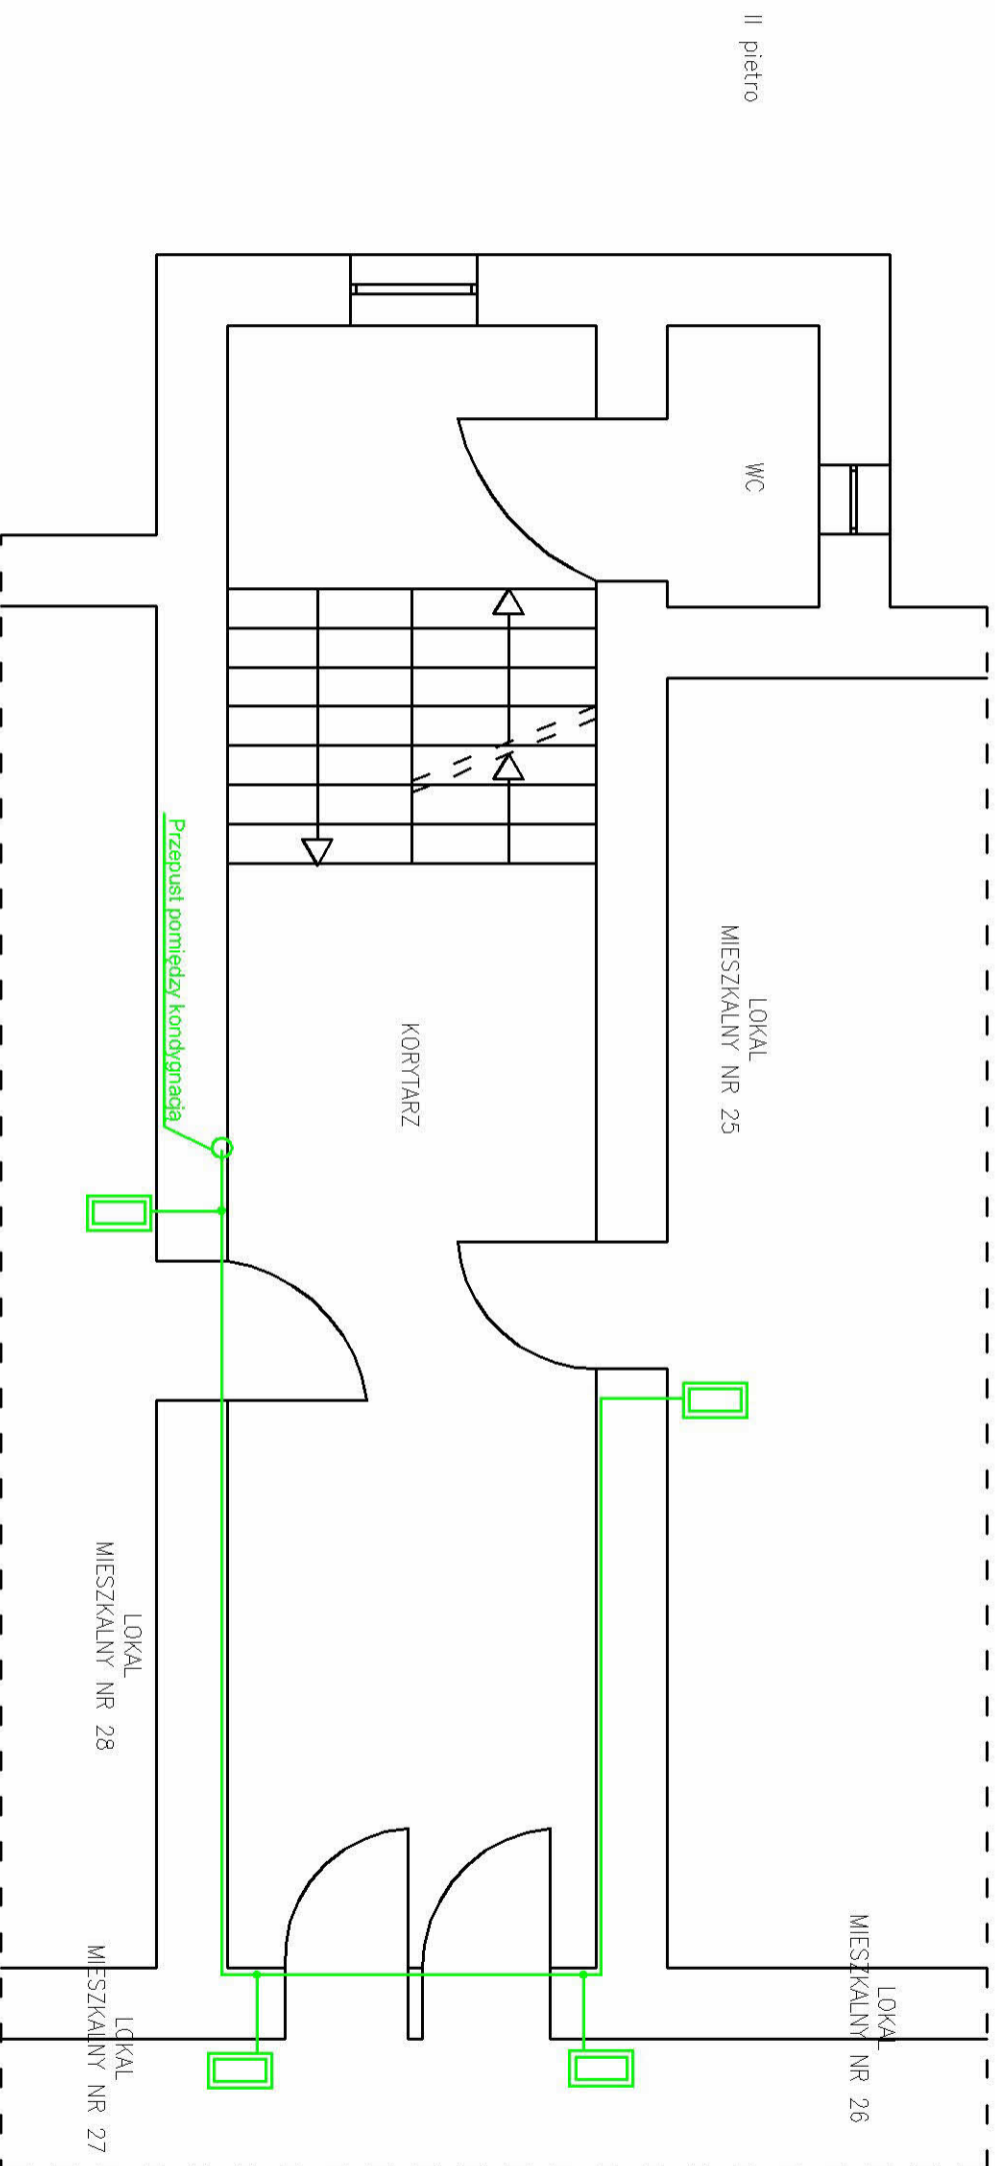 II pietro
WC
LOKAL
MIESZKALNY NR 25
KORYTARZ
Przepust pomiędzy kondygnacją
LOKAL
MIESZKALNY NR 28
LOKAL
MIESZKALNY NR 26
LOKAL
MIESZKALNY NR 27